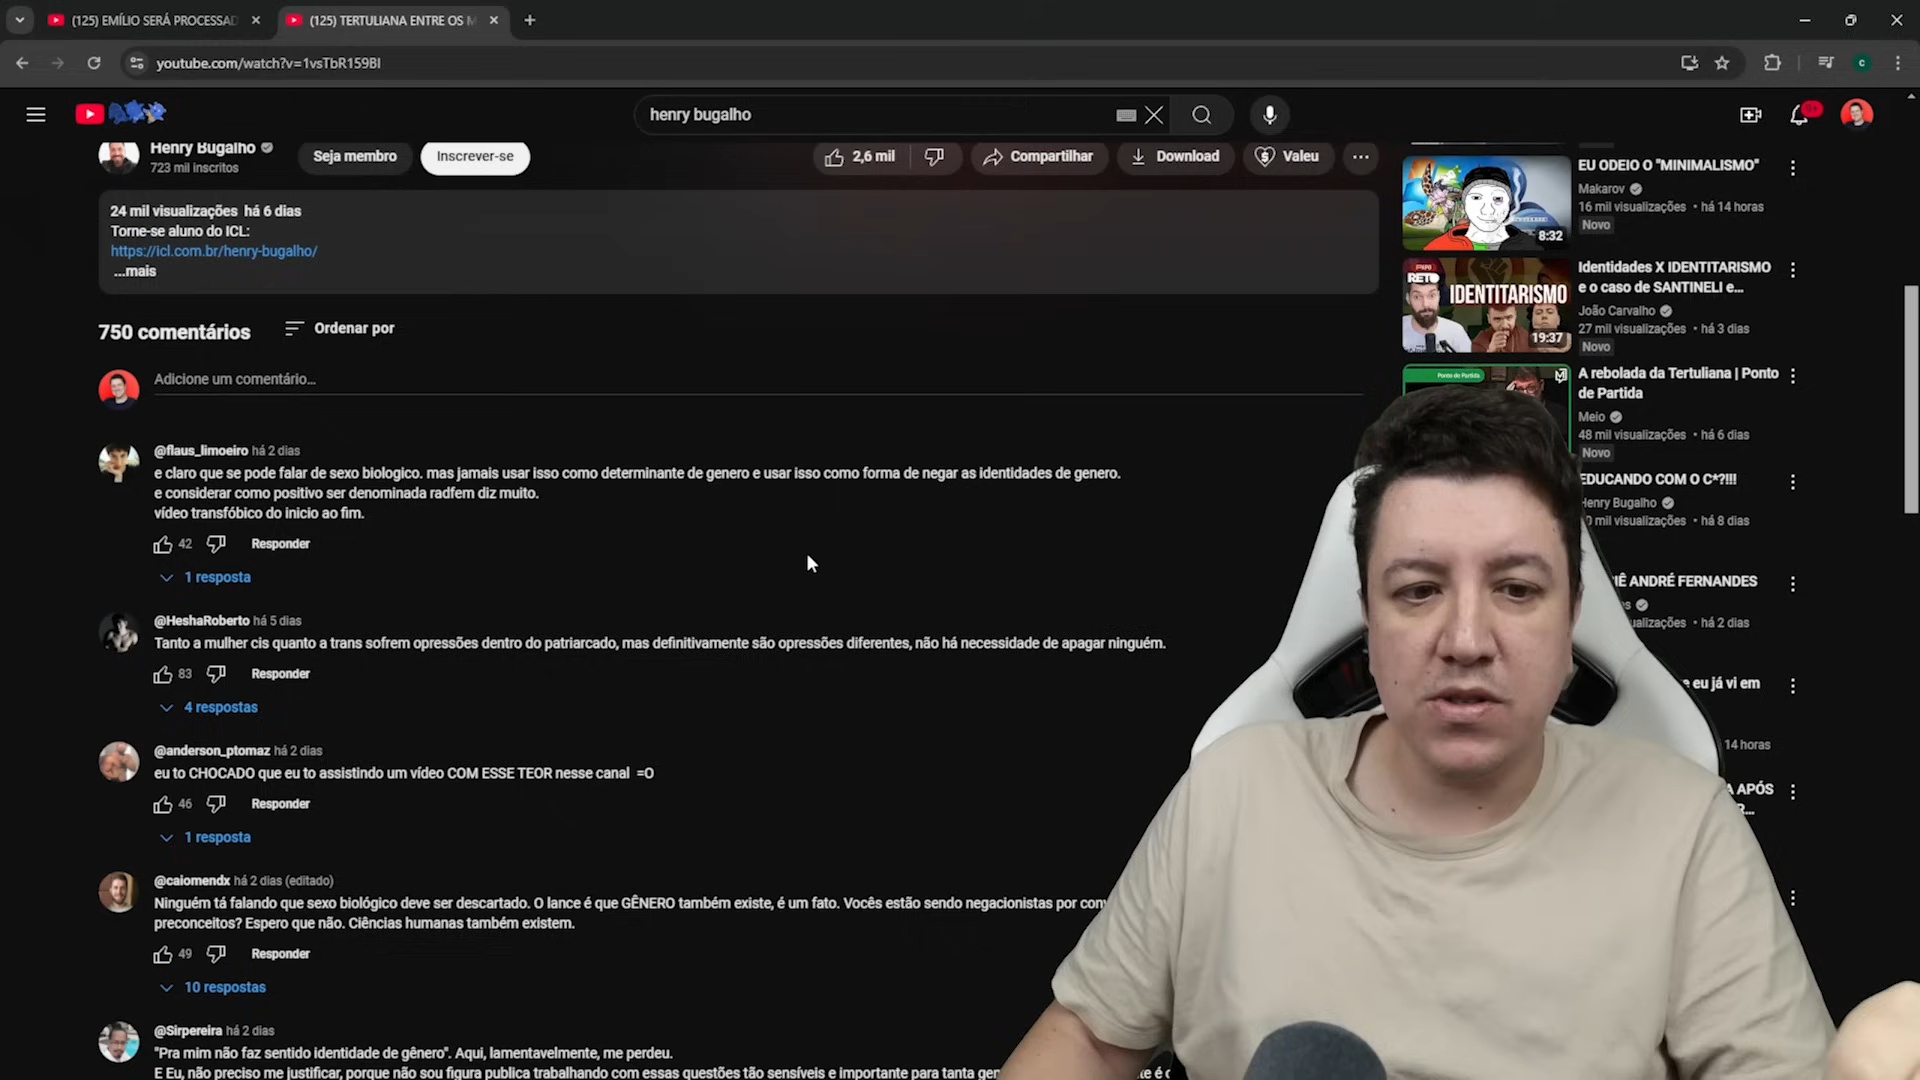 (125) EMÍLIO SERÁ PROCESSAD
(125) TERTULIANA ENTRE OS M
youtube.com/watch?v=1vsTbR159BI
henry bugalho
9+
Henry Bugalho
723 mil inscritos
Seja membro
Inscrever-se
2,6 mil
Compartilhar
Download
Valeu
24 mil visualizações há 6 dias
Torne-se aluno do ICL:
https://icl.com.br/henry-bugalho/
...mais
750 comentários
Ordenar por
Adicione um comentário...
@flaus_limoeiro há 2 dias
e claro que se pode falar de sexo biologico. mas jamais usar isso como determinante de genero e usar isso como forma de negar as identidades de genero.
e considerar como positivo ser denominada radfem diz muito.
vídeo transfóbico do inicio ao fim.
42
Responder
1 resposta
@HeshaRoberto há 5 dias
Tanto a mulher cis quanto a trans sofrem opressões dentro do patriarcado, mas definitivamente são opressões diferentes, não há necessidade de apagar ninguém.
83
Responder
4 respostas
@anderson_ptomaz há 2 dias
eu to CHOCADO que eu to assistindo um vídeo COM ESSE TEOR nesse canal =O
46
Responder
1 resposta
@caiomendx há 2 dias (editado)
Ninguém tá falando que sexo biológico deve ser descartado. O lance é que GÊNERO também existe, é um fato. Vocês estão sendo negacionistas por conv
preconceitos? Espero que não. Ciências humanas também existem.
49
Responder
10 respostas
@Sirpereira há 2 dias
"Pra mim não faz sentido identidade de gênero". Aqui, lamentavelmente, me perdeu.
E Eu, não preciso me justificar, porque não sou figura publica trabalhando com essas questões tão sensíveis e importante para tanta gen
EU ODEIO O "MINIMALISMO"
Makarov
16 mil visualizações • há 14 horas
Novo
8:32
Identidades X IDENTITARISMO
e o caso de SANTINELI e...
João Carvalho
27 mil visualizações • há 3 dias
Novo
RETO
IDENTITARISMO
19:37
A rebolada da Tertuliana | Ponto
de Partida
Meio
48 mil visualizações • há 6 dias
Novo
Ponto de Partida
EDUCANDO COM O C*?!!!
Henry Bugalho
0 mil visualizações • há 8 dias
IÊ ANDRÉ FERNANDES
s
ualizações • há 2 dias
e eu já vi em
14 horas
A APÓS
R...